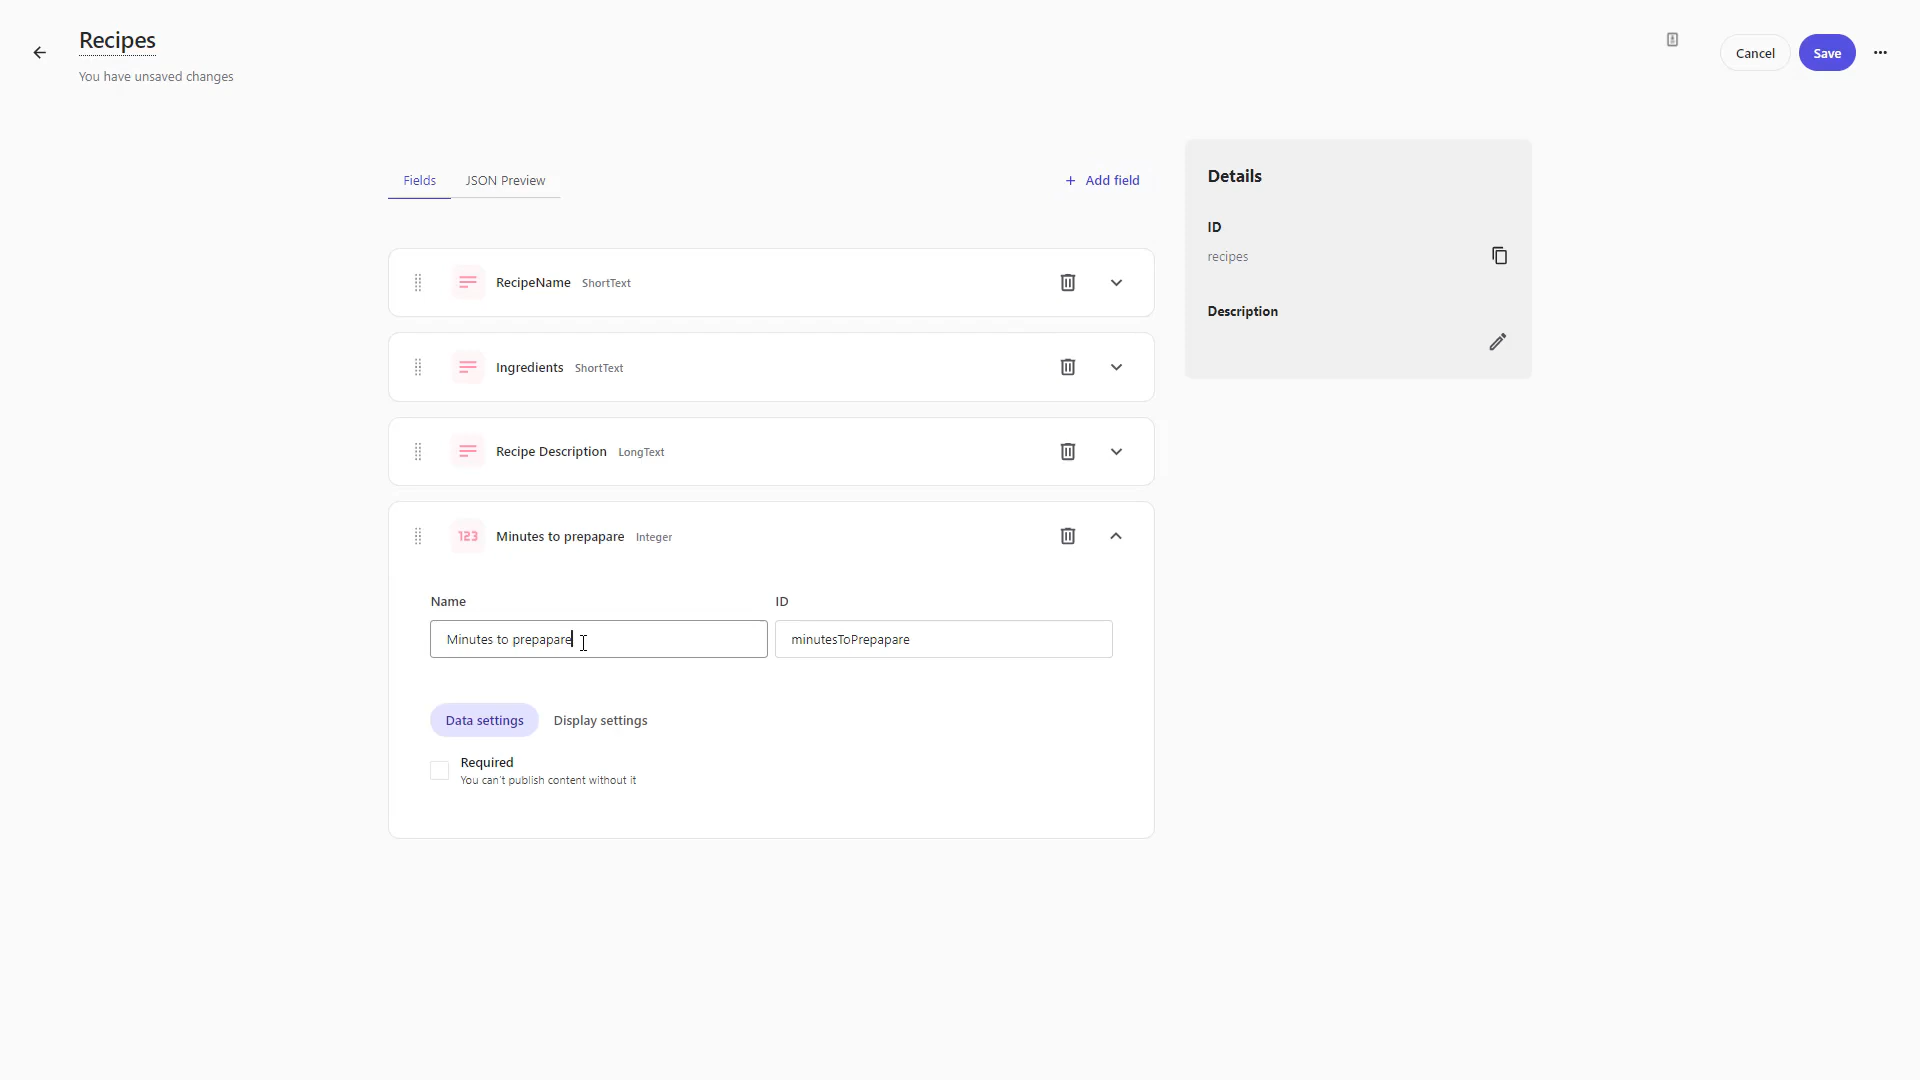 Recipes
You have unsaved changes
Cancel
Save
Fields
JSON Preview
+ Add field
RecipeName ShortText
Ingredients ShortText
Recipe Description LongText
123 Minutes to prepapare Integer
Name
ID
Minutes to prepapare
minutesToPrepapare
Data settings
Display settings
Required
You can't publish content without it
Details
ID
recipes
Description